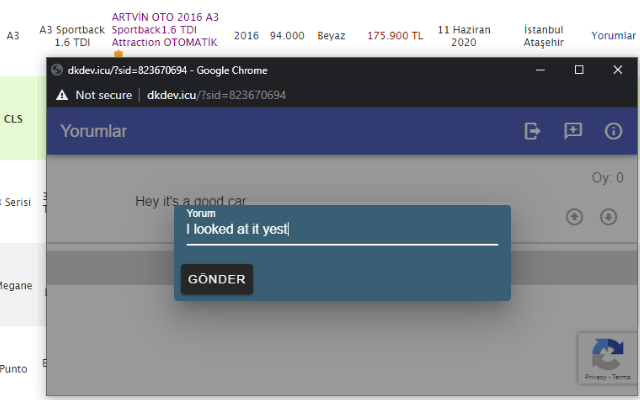 ARTVİN OTO 2016 A3
A3 A3 Sportback Sportback1.6 TDI 2016 94.000 Beyaz 175.900 TL 11 Haziran İstanbul Yorumlar
1.6 TDI Attraction OTOMATİK 2020 Ataşehir
dkdev.icu/?sid=823670694 - Google Chrome
Not secure | dkdev.icu/?sid=823670694
CLS
Yorumlar
Oy: 0
Hey it's a good car
Serisi
Yorum
I looked at it yest
GÖNDER
Megane
Punto
Privacy - Terms